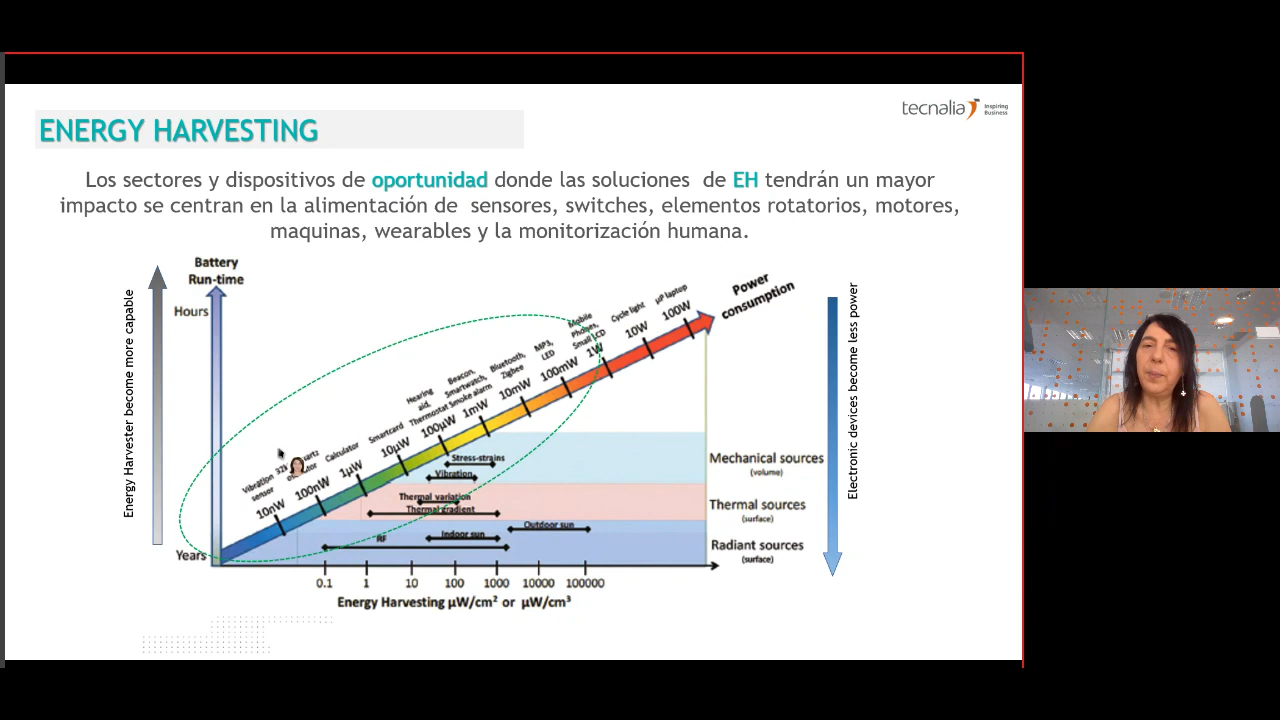 tecnalia Inspiring
Business
ENERGY HARVESTING
Los sectores y dispositivos de oportunidad donde las soluciones de EH tendrán un mayor
impacto se centran en la alimentación de sensores, switches, elementos rotatorios, motores,
maquinas, wearables y la monitorización humana.
Energy Harvester become more capable
Battery
Run-time
Hours
Years
Vibration
sensor
32k
Calculator
Smartcard
Hearing
aid,
Thermostat
Beacon,
Smartwatch,
Smoke alarm
Bluetooth,
Zigbee
MP3,
LED
Mobile
Phones,
Small LCD
Cycle light
µP laptop
10nW
100nW
1µW
10µW
100µW
1mW
10mW
100mW
1W
10W
100W
Power
consumption
Stress-strains
Vibration
Thermal variation
Thermal gradient
Outdoor sun
Indoor sun
RF
Mechanical sources
(volume)
Thermal sources
(surface)
Radiant sources
(surface)
Electronic devices become less power
0.1 1 10 100 1000 10000 100000
Energy Harvesting µW/cm² or µW/cm³